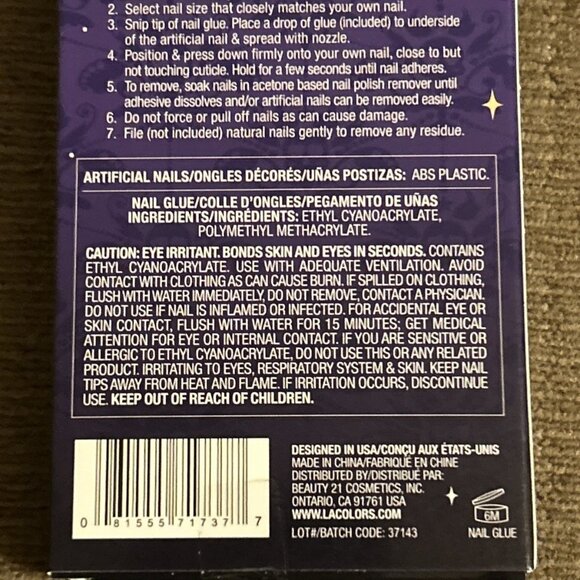 2. Select nail size that closely matches your own nail.
3. Snip tip of nail glue. Place a drop of glue (included) to underside
of the artificial nail & spread with nozzle.
4. Position & press down firmly onto your own nail, close to but
not touching cuticle. Hold for a few seconds until nail adheres.
5. To remove, soak nails in acetone based nail polish remover until
adhesive dissolves and/or artificial nails can be removed easily.
6. Do not force or pull off nails as can cause damage.
7. File (not included) natural nails gently to remove any residue.
ARTIFICIAL NAILS/ONGLES DÉCORÉS/UÑAS POSTIZAS: ABS PLASTIC.
NAIL GLUE/COLLE D'ONGLES/PEGAMENTO DE UÑAS
INGREDIENTS/INGRÉDIENTS: ETHYL CYANOACRYLATE,
POLYMETHYL METHACRYLATE.
CAUTION: EYE IRRITANT. BONDS SKIN AND EYES IN SECONDS. CONTAINS
ETHYL CYANOACRYLATE. USE WITH ADEQUATE VENTILATION. AVOID
CONTACT WITH CLOTHING AS CAN CAUSE BURN. IF SPILLED ON CLOTHING,
FLUSH WITH WATER IMMEDIATELY, DO NOT REMOVE, CONTACT A PHYSICIAN.
DO NOT USE IF NAIL IS INFLAMED OR INFECTED. FOR ACCIDENTAL EYE OR
SKIN CONTACT, FLUSH WITH WATER FOR 15 MINUTES; GET MEDICAL
ATTENTION FOR EYE OR INTERNAL CONTACT. IF YOU ARE SENSITIVE OR
ALLERGIC TO ETHYL CYANOACRYLATE, DO NOT USE THIS OR ANY RELATED
PRODUCT. IRRITATING TO EYES, RESPIRATORY SYSTEM & SKIN. KEEP NAIL
TIPS AWAY FROM HEAT AND FLAME. IF IRRITATION OCCURS, DISCONTINUE
USE. KEEP OUT OF REACH OF CHILDREN.
0 81555 71737 7
DESIGNED IN USA/CONÇU AUX ÉTATS-UNIS
MADE IN CHINA/FABRIQUÉ EN CHINE
DISTRIBUTED BY/DISTRIBUÉ PAR:
BEAUTY 21 COSMETICS, INC.
ONTARIO, CA 91761 USA
WWW.LACOLORS.COM
LOT#/BATCH CODE: 37143
6M
NAIL GLUE